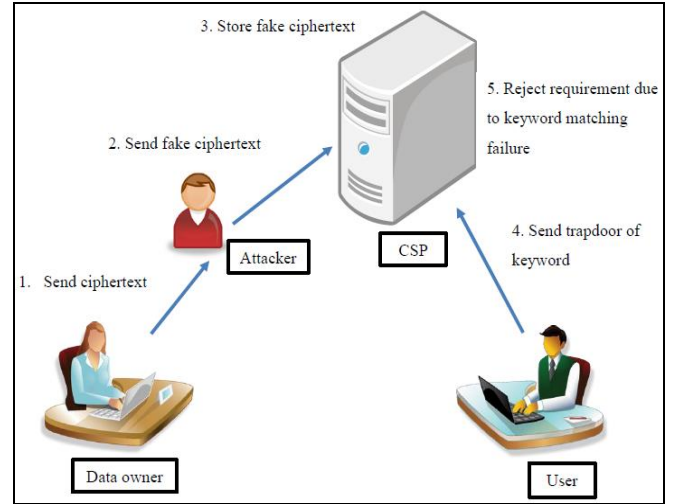 3. Store fake ciphertext
5. Reject requirement due
to keyword matching
failure
2. Send fake ciphertext
4. Send trapdoor of
keyword
Attacker
CSP
1. Send ciphertext
Data owner
User